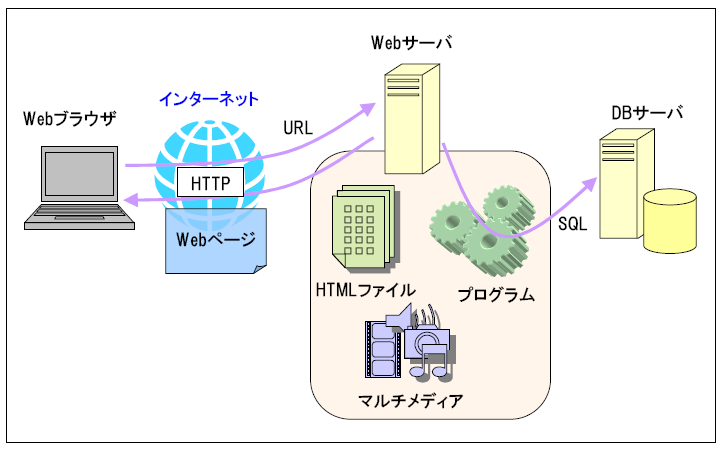 Webサーバ
インターネット
DBサーバ
Webブラウザ
URL
HTTP
SQL
Webページ
HTMLファイル
プログラム
マルチメディア